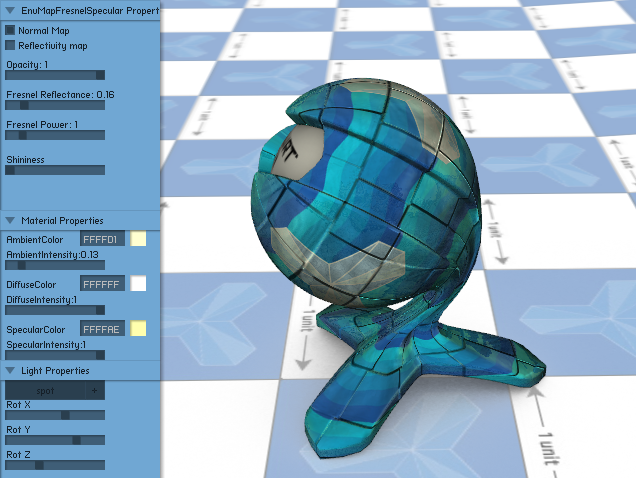 EnvMapFresnelSpecular Propert
Normal Map
Reflectivity map
Opacity: 1
Fresnel Reflectance: 0.16
Fresnel Power: 1
Shininess
Material Properties
AmbientColor FFFFD1
AmbientIntensity:0.13
DiffuseColor FFFFFF
DiffuseIntensity:1
SpecularColor FFFFAE
SpecularIntensity:1
Light Properties
spot +
Rot X
Rot Y
Rot Z
1 unit
1 unit
1 unit